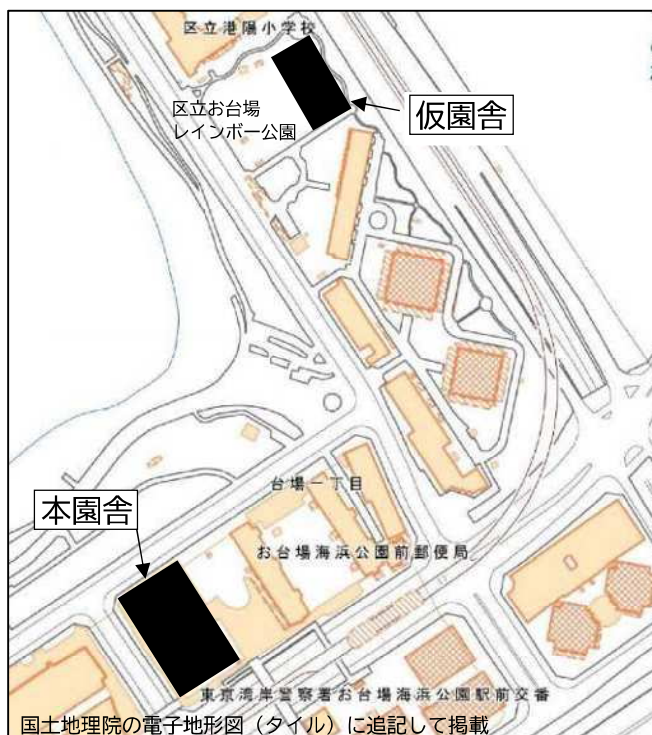 区立港陽小学校
区立お台場
レインボー公園
仮園舎
台場一丁目
本園舎
お台場海浜公園前郵便局
東京湾岸警察署お台場海浜公園駅前交番
国土地理院の電子地形図（タイル）に追記して掲載